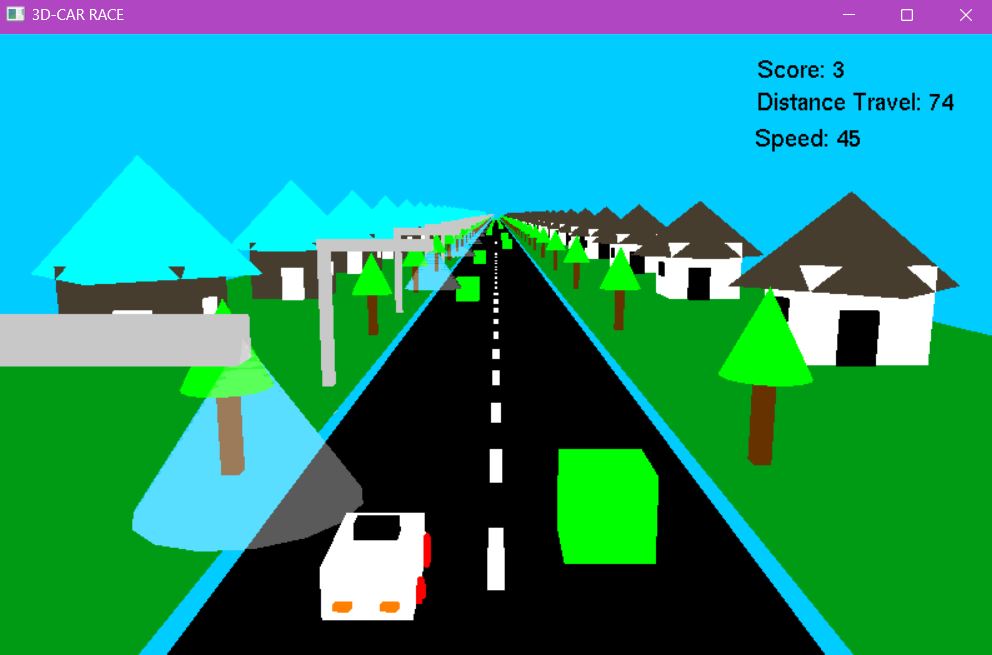 3D-CAR RACE
Score: 3
Distance Travel: 74
Speed: 45